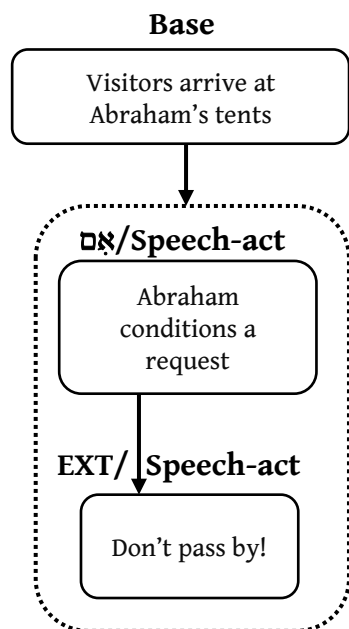 Base
Visitors arrive at
Abraham’s tents
אִם/Speech-act
Abraham
conditions a
request
EXT/ Speech-act
Don’t pass by!